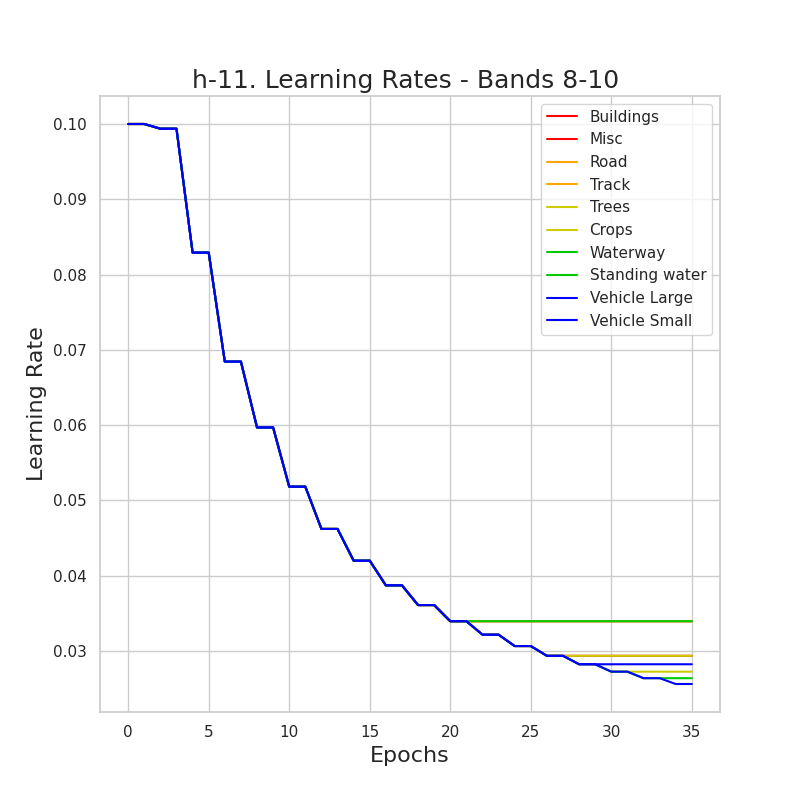 h-11. Learning Rates - Bands 8-10
Buildings
Misc
Road
Track
Trees
Crops
Waterway
Standing water
Vehicle Large
Vehicle Small
Learning Rate
0.10
0.09
0.08
0.07
0.06
0.05
0.04
0.03
0 5 10 15 20 25 30 35
Epochs